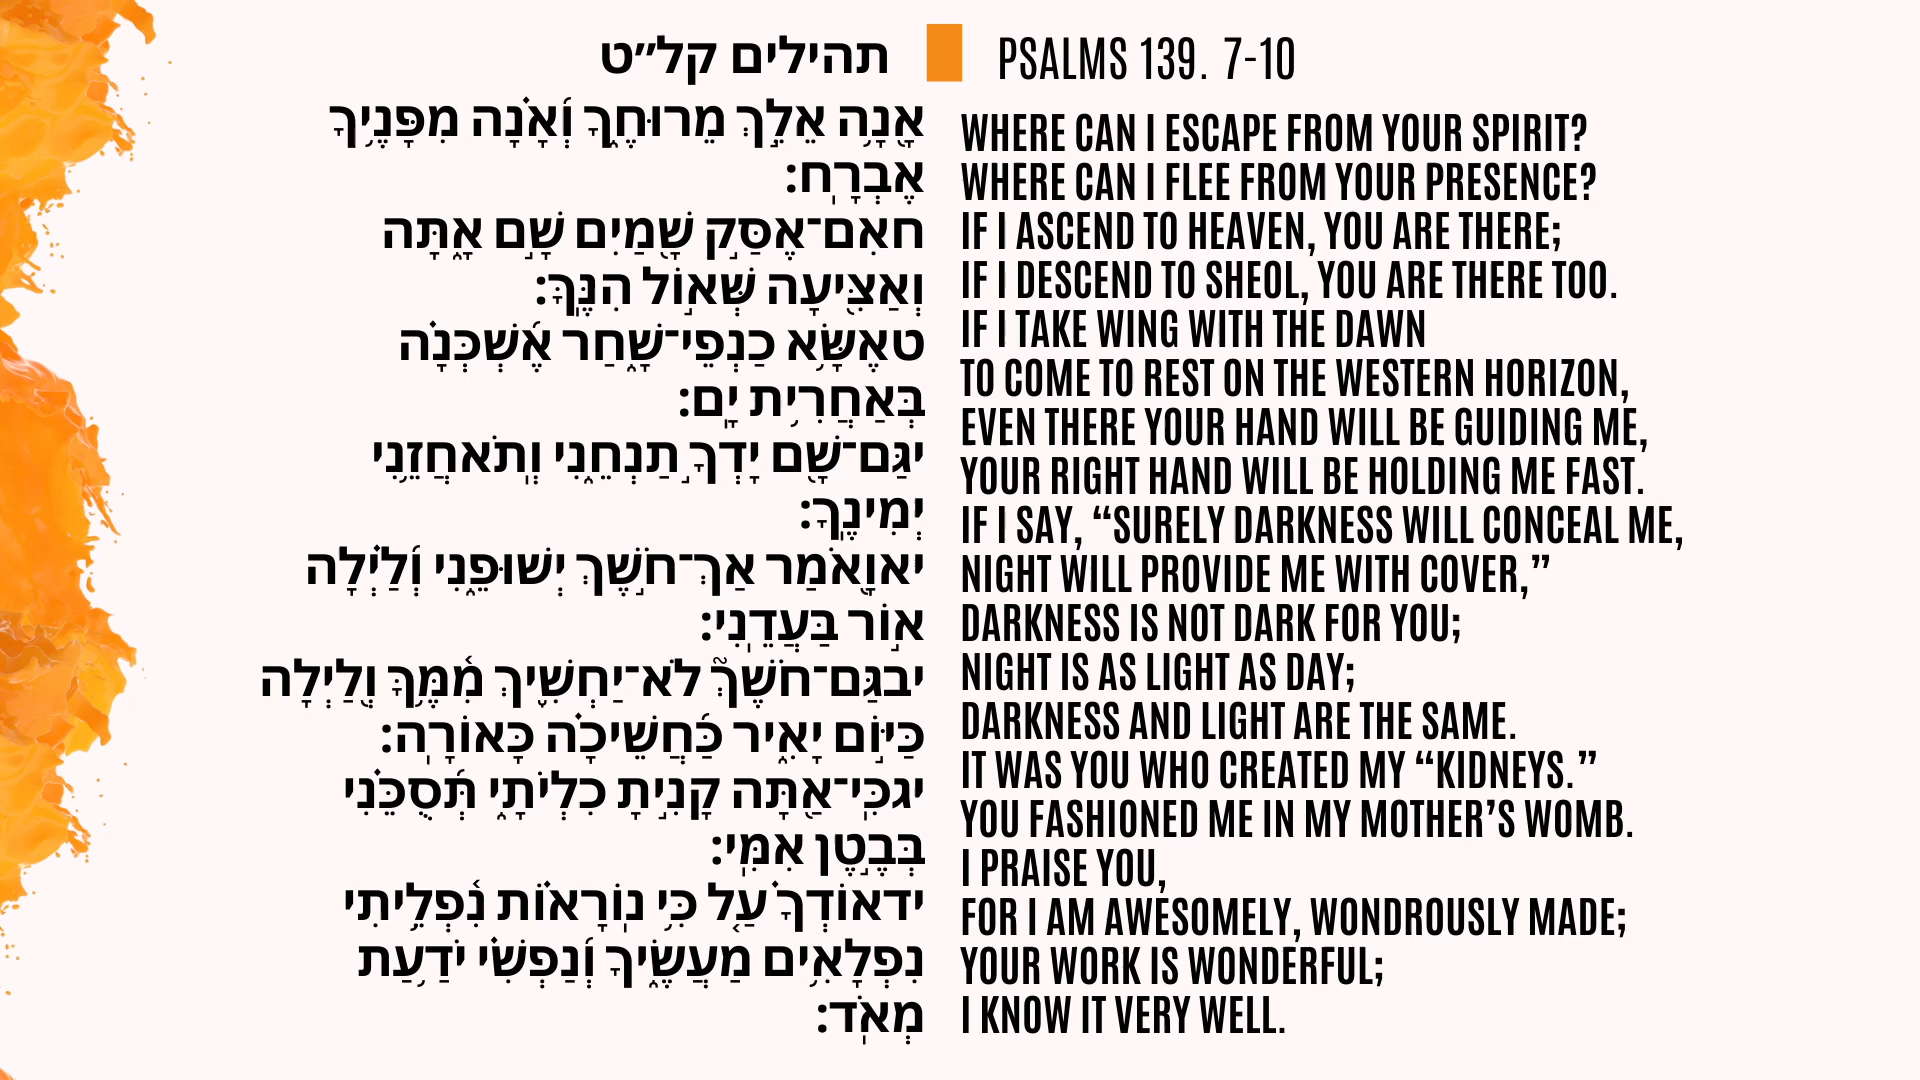 תהילים קל״ט
אָ֭נָ֥ה אֵלֵ֣ךְ מֵרוּחֶ֑ךָ וְ֝אָ֗נָה מִפָּנֶ֥יךָ
אֶבְרָֽח׃
חאִם־אֶסַּ֣ק שָׁ֭מַיִם שָׁ֣ם אָ֑תָּה
וְאַצִּ֖יעָה שְּׁא֣וֹל הִנֶּֽךָּ׃
טאֶשָּׂ֥א כַנְפֵי־שָׁ֑חַר אֶ֝שְׁכְּנָ֗ה
בְּאַחֲרִ֥ית יָֽם׃
יגַּם־שָׁ֭ם יָדְךָ֣ תַנְחֵ֑נִי וְֽתֹאחֲזֵ֥נִי
יְמִינֶֽךָ׃
יאוָ֭אֹמַר אַךְ־חֹ֣שֶׁךְ יְשׁוּפֵ֑נִי וְ֝לַ֗יְלָה
א֣וֹר בַּעֲדֵֽנִי׃
יבגַּם־חֹשֶׁךְ֮ לֹא־יַחְשִׁ֢יךְ מִ֫מֶּ֥ךָּ וְ֭לַיְלָה
כַּיּ֣וֹם יָאִ֑יר כַּ֝חֲשֵׁיכָ֗ה כָּאוֹרָֽה׃
יגכִּֽי־אַ֭תָּה קָנִ֣יתָ כִלְיֹתָ֑י תְּ֝סֻכֵּ֗נִי
בְּבֶ֣טֶן אִמִּֽי׃
ידאוֹדְךָ֗ עַ֤ל כִּ֥י נֽוֹרָא֗וֹת נִ֫פְלֵ֥יתִי
נִפְלָאִ֥ים מַעֲשֶׂ֑יךָ וְ֝נַפְשִׁ֗י יֹדַ֥עַת
מְאֹֽד׃
PSALMS 139. 7-10
WHERE CAN I ESCAPE FROM YOUR SPIRIT?
WHERE CAN I FLEE FROM YOUR PRESENCE?
IF I ASCEND TO HEAVEN, YOU ARE THERE;
IF I DESCEND TO SHEOL, YOU ARE THERE TOO.
IF I TAKE WING WITH THE DAWN
TO COME TO REST ON THE WESTERN HORIZON,
EVEN THERE YOUR HAND WILL BE GUIDING ME,
YOUR RIGHT HAND WILL BE HOLDING ME FAST.
IF I SAY, “SURELY DARKNESS WILL CONCEAL ME,
NIGHT WILL PROVIDE ME WITH COVER,”
DARKNESS IS NOT DARK FOR YOU;
NIGHT IS AS LIGHT AS DAY;
DARKNESS AND LIGHT ARE THE SAME.
IT WAS YOU WHO CREATED MY “KIDNEYS.”
YOU FASHIONED ME IN MY MOTHER’S WOMB.
I PRAISE YOU,
FOR I AM AWESOMELY, WONDROUSLY MADE;
YOUR WORK IS WONDERFUL;
I KNOW IT VERY WELL.